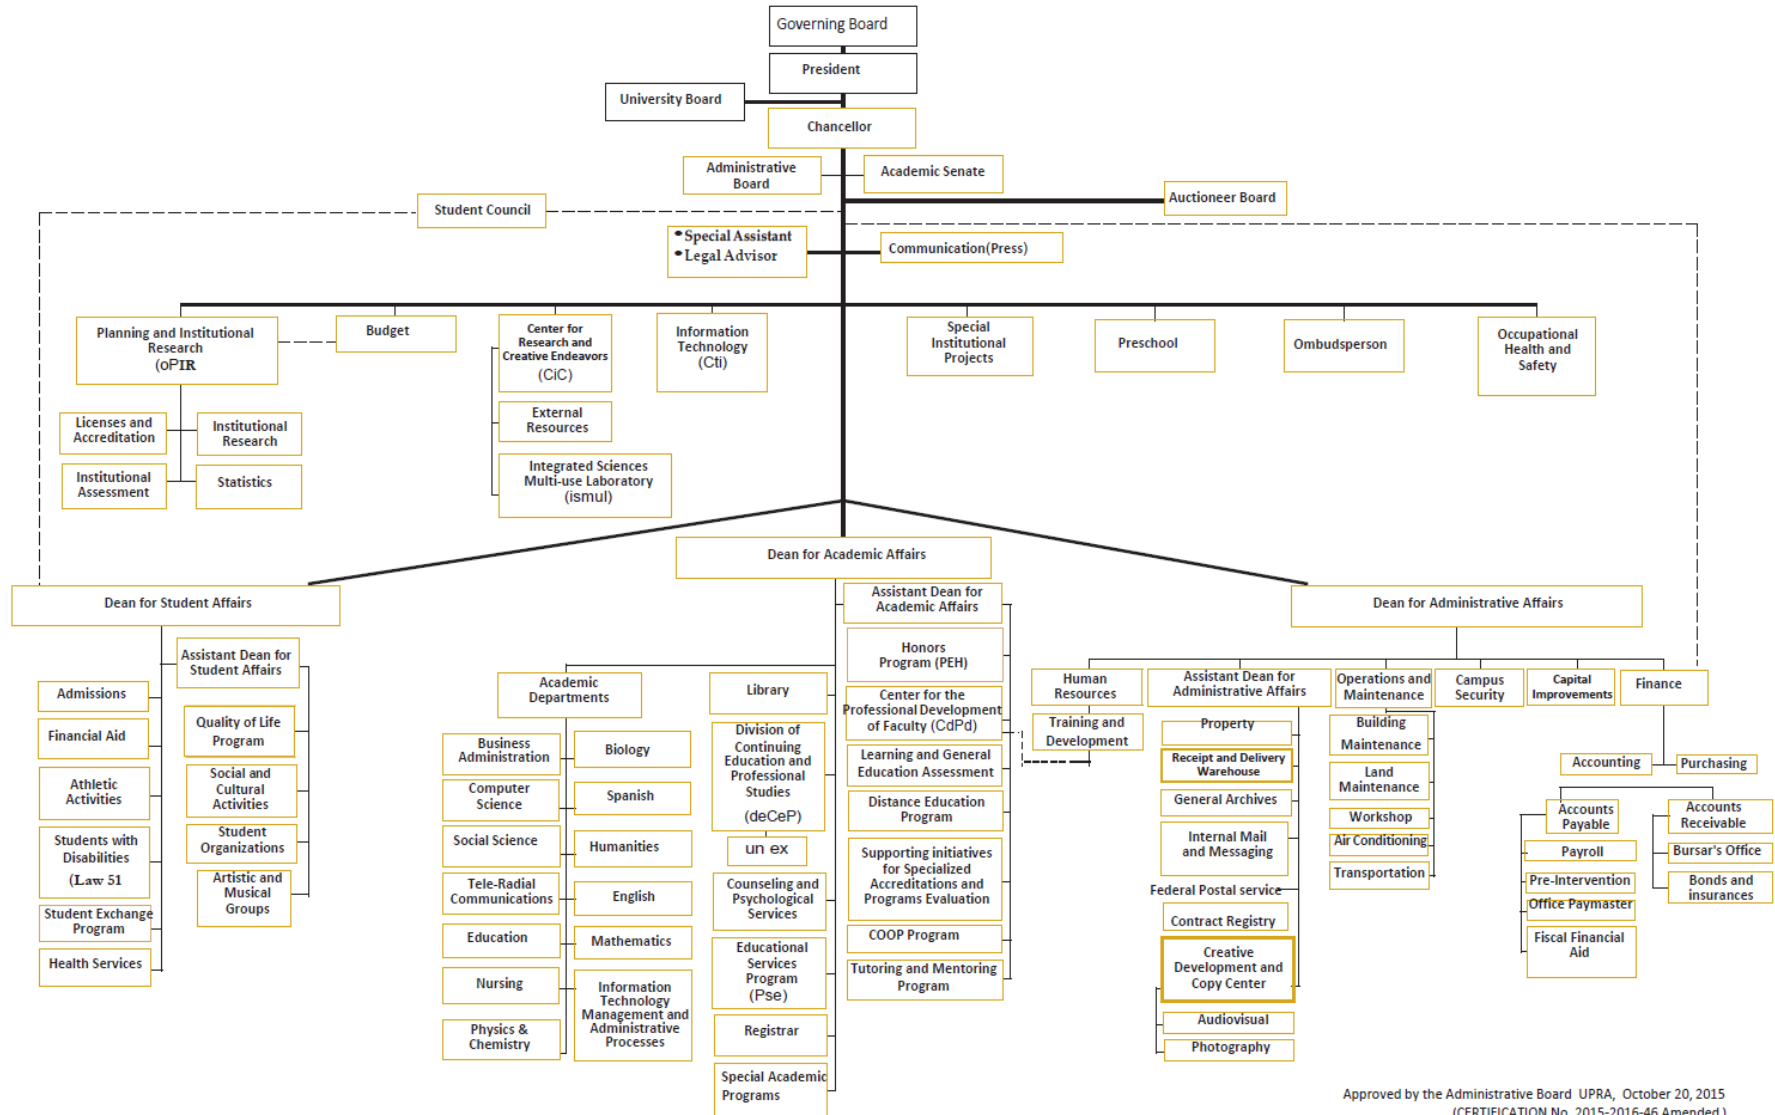 Governing Board
President
University Board
Chancellor
Administrative
Board
Academic Senate
Auctioneer Board
Student Council
• Special Assistant
• Legal Advisor
Communication(Press)
Planning and Institutional
Research
(oPIR
Budget
Center for
Research and
Creative Endeavors
(CiC)
Information
Technology
(Cti)
Special
Institutional
Projects
Preschool
Ombudsperson
Occupational
Health and
Safety
Licenses and
Accreditation
Institutional
Research
External
Resources
Institutional
Assessment
Statistics
Integrated Sciences
Multi-use Laboratory
(ismul)
Dean for Academic Affairs
Dean for Student Affairs
Dean for Administrative Affairs
Assistant Dean for
Student Affairs
Admissions
Financial Aid
Athletic
Activities
Students with
Disabilities
(Law 51
Student Exchange
Program
Health Services
Quality of Life
Program
Social and
Cultural
Activities
Student
Organizations
Artistic and
Musical
Groups
Academic
Departments
Business
Administration
Biology
Computer
Science
Spanish
Social Science
Humanities
Tele-Radial
Communications
English
Education
Mathematics
Nursing
Information
Technology
Management and
Administrative
Processes
Physics &
Chemistry
Library
Division of
Continuing
Education and
Professional
Studies
(deCeP)
un ex
Counseling and
Psychological
Services
Educational
Services
Program
(Pse)
Registrar
Special Academic
Programs
Assistant Dean for
Academic Affairs
Honors
Program (PEH)
Center for the
Professional Development
of Faculty (CdPd)
Learning and General
Education Assessment
Distance Education
Program
Supporting initiatives
for Specialized
Accreditations and
Programs Evaluation
COOP Program
Tutoring and Mentoring
Program
Human
Resources
Training and
Development
Assistant Dean for
Administrative Affairs
Property
Receipt and Delivery
Warehouse
General Archives
Internal Mail
and Messaging
Federal Postal service
Contract Registry
Creative
Development and
Copy Center
Audiovisual
Photography
Operations and
Maintenance
Building
Maintenance
Land
Maintenance
Workshop
Air Conditioning
Transportation
Campus
Security
Capital
Improvements
Finance
Accounting
Purchasing
Accounts
Payable
Payroll
Pre-Intervention
Office Paymaster
Fiscal Financial
Aid
Accounts
Receivable
Bursar's Office
Bonds and
insurances
Approved by the Administrative Board UPRA, October 20, 2015
(CERTIFICATION No. 2015-2016-46 Amended )